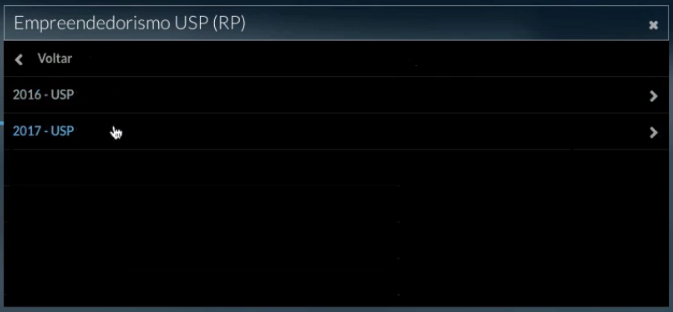 Empreendedorismo USP (RP)
Voltar
2016 - USP
2017 - USP